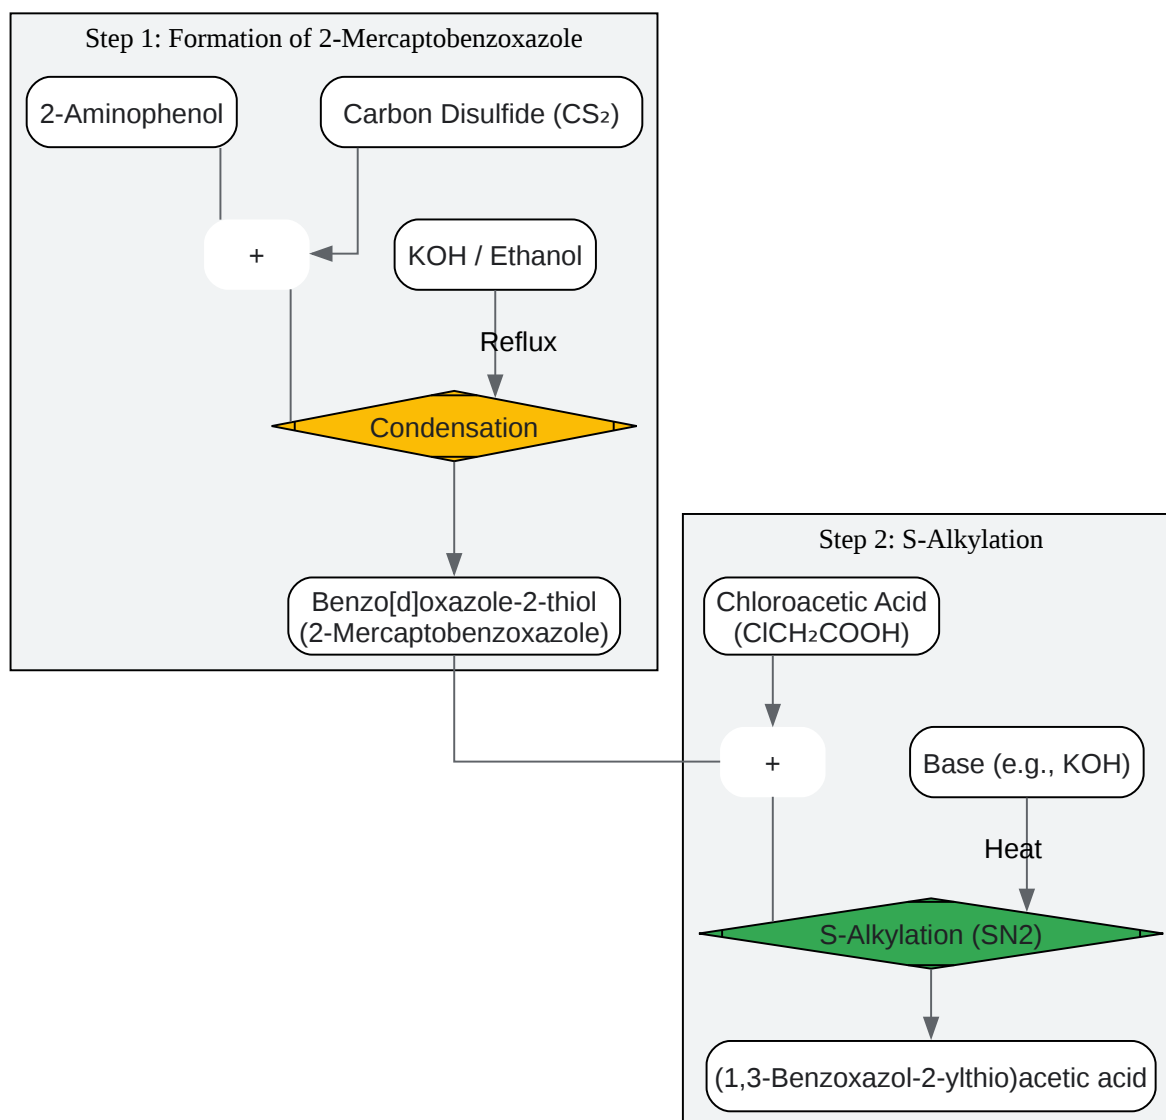 Step 1: Formation of 2-Mercaptobenzoxazole
2-Aminophenol
Carbon Disulfide (CS₂)
+
KOH / Ethanol
Reflux
Condensation
Benzo[d]oxazole-2-thiol
(2-Mercaptobenzoxazole)
Step 2: S-Alkylation
Chloroacetic Acid
(ClCH₂COOH)
+
Base (e.g., KOH)
Heat
S-Alkylation (SN2)
(1,3-Benzoxazol-2-ylthio)acetic acid